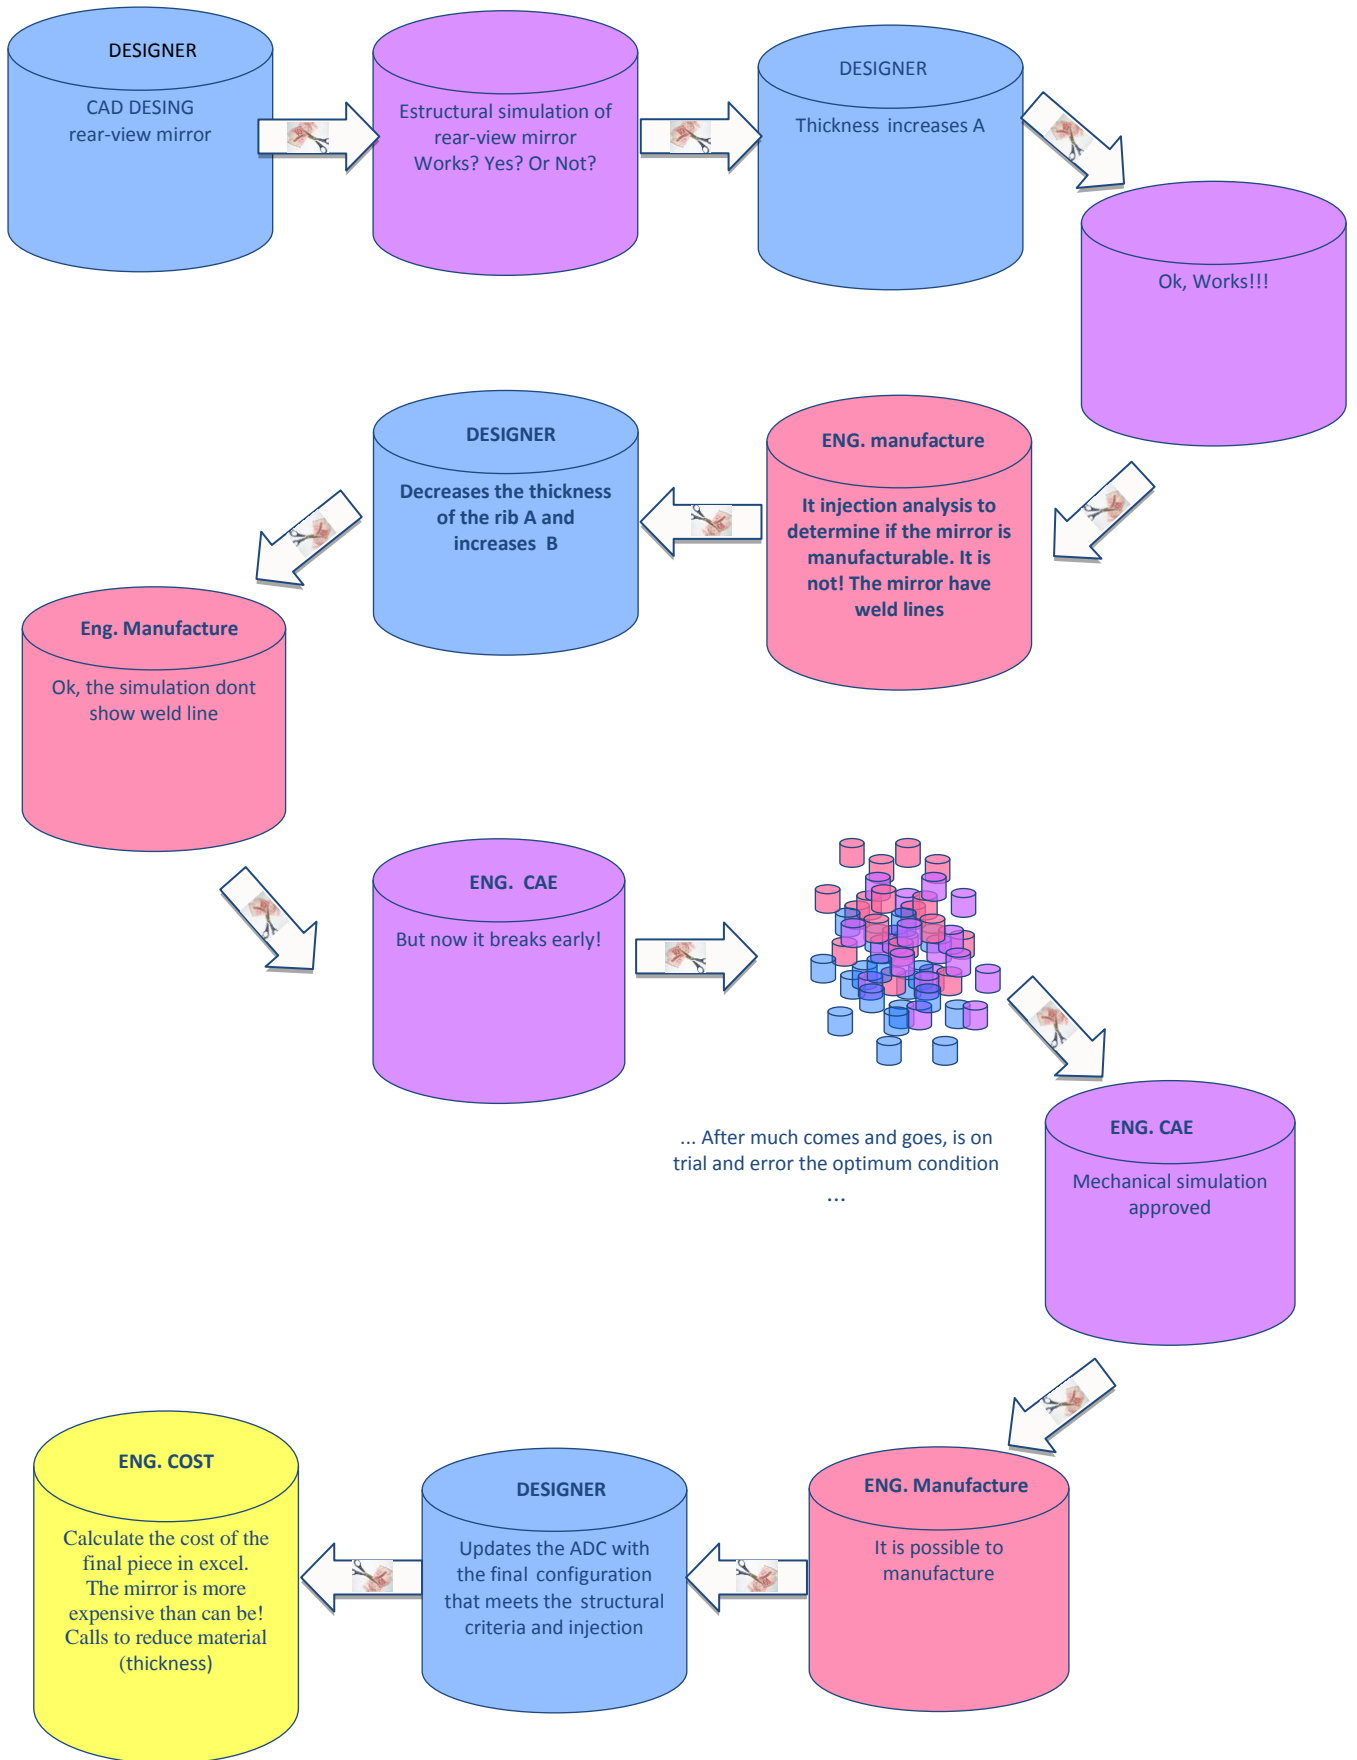 DESIGNER
CAD DESING
rear-view mirror
Estructural simulation of
rear-view mirror
Works? Yes? Or Not?
DESIGNER
Thickness increases A
Ok, Works!!!
ENG. manufacture
It injection analysis to
determine if the mirror is
manufacturable. It is
not! The mirror have
weld lines
DESIGNER
Decreases the thickness
of the rib A and
increases B
Eng. Manufacture
Ok, the simulation dont
show weld line
ENG. CAE
But now it breaks early!
... After much comes and goes, is on
trial and error the optimum condition
...
ENG. CAE
Mechanical simulation
approved
ENG. Manufacture
It is possible to
manufacture
DESIGNER
Updates the ADC with
the final configuration
that meets the structural
criteria and injection
ENG. COST
Calculate the cost of the
final piece in excel.
The mirror is more
expensive than can be!
Calls to reduce material
(thickness)